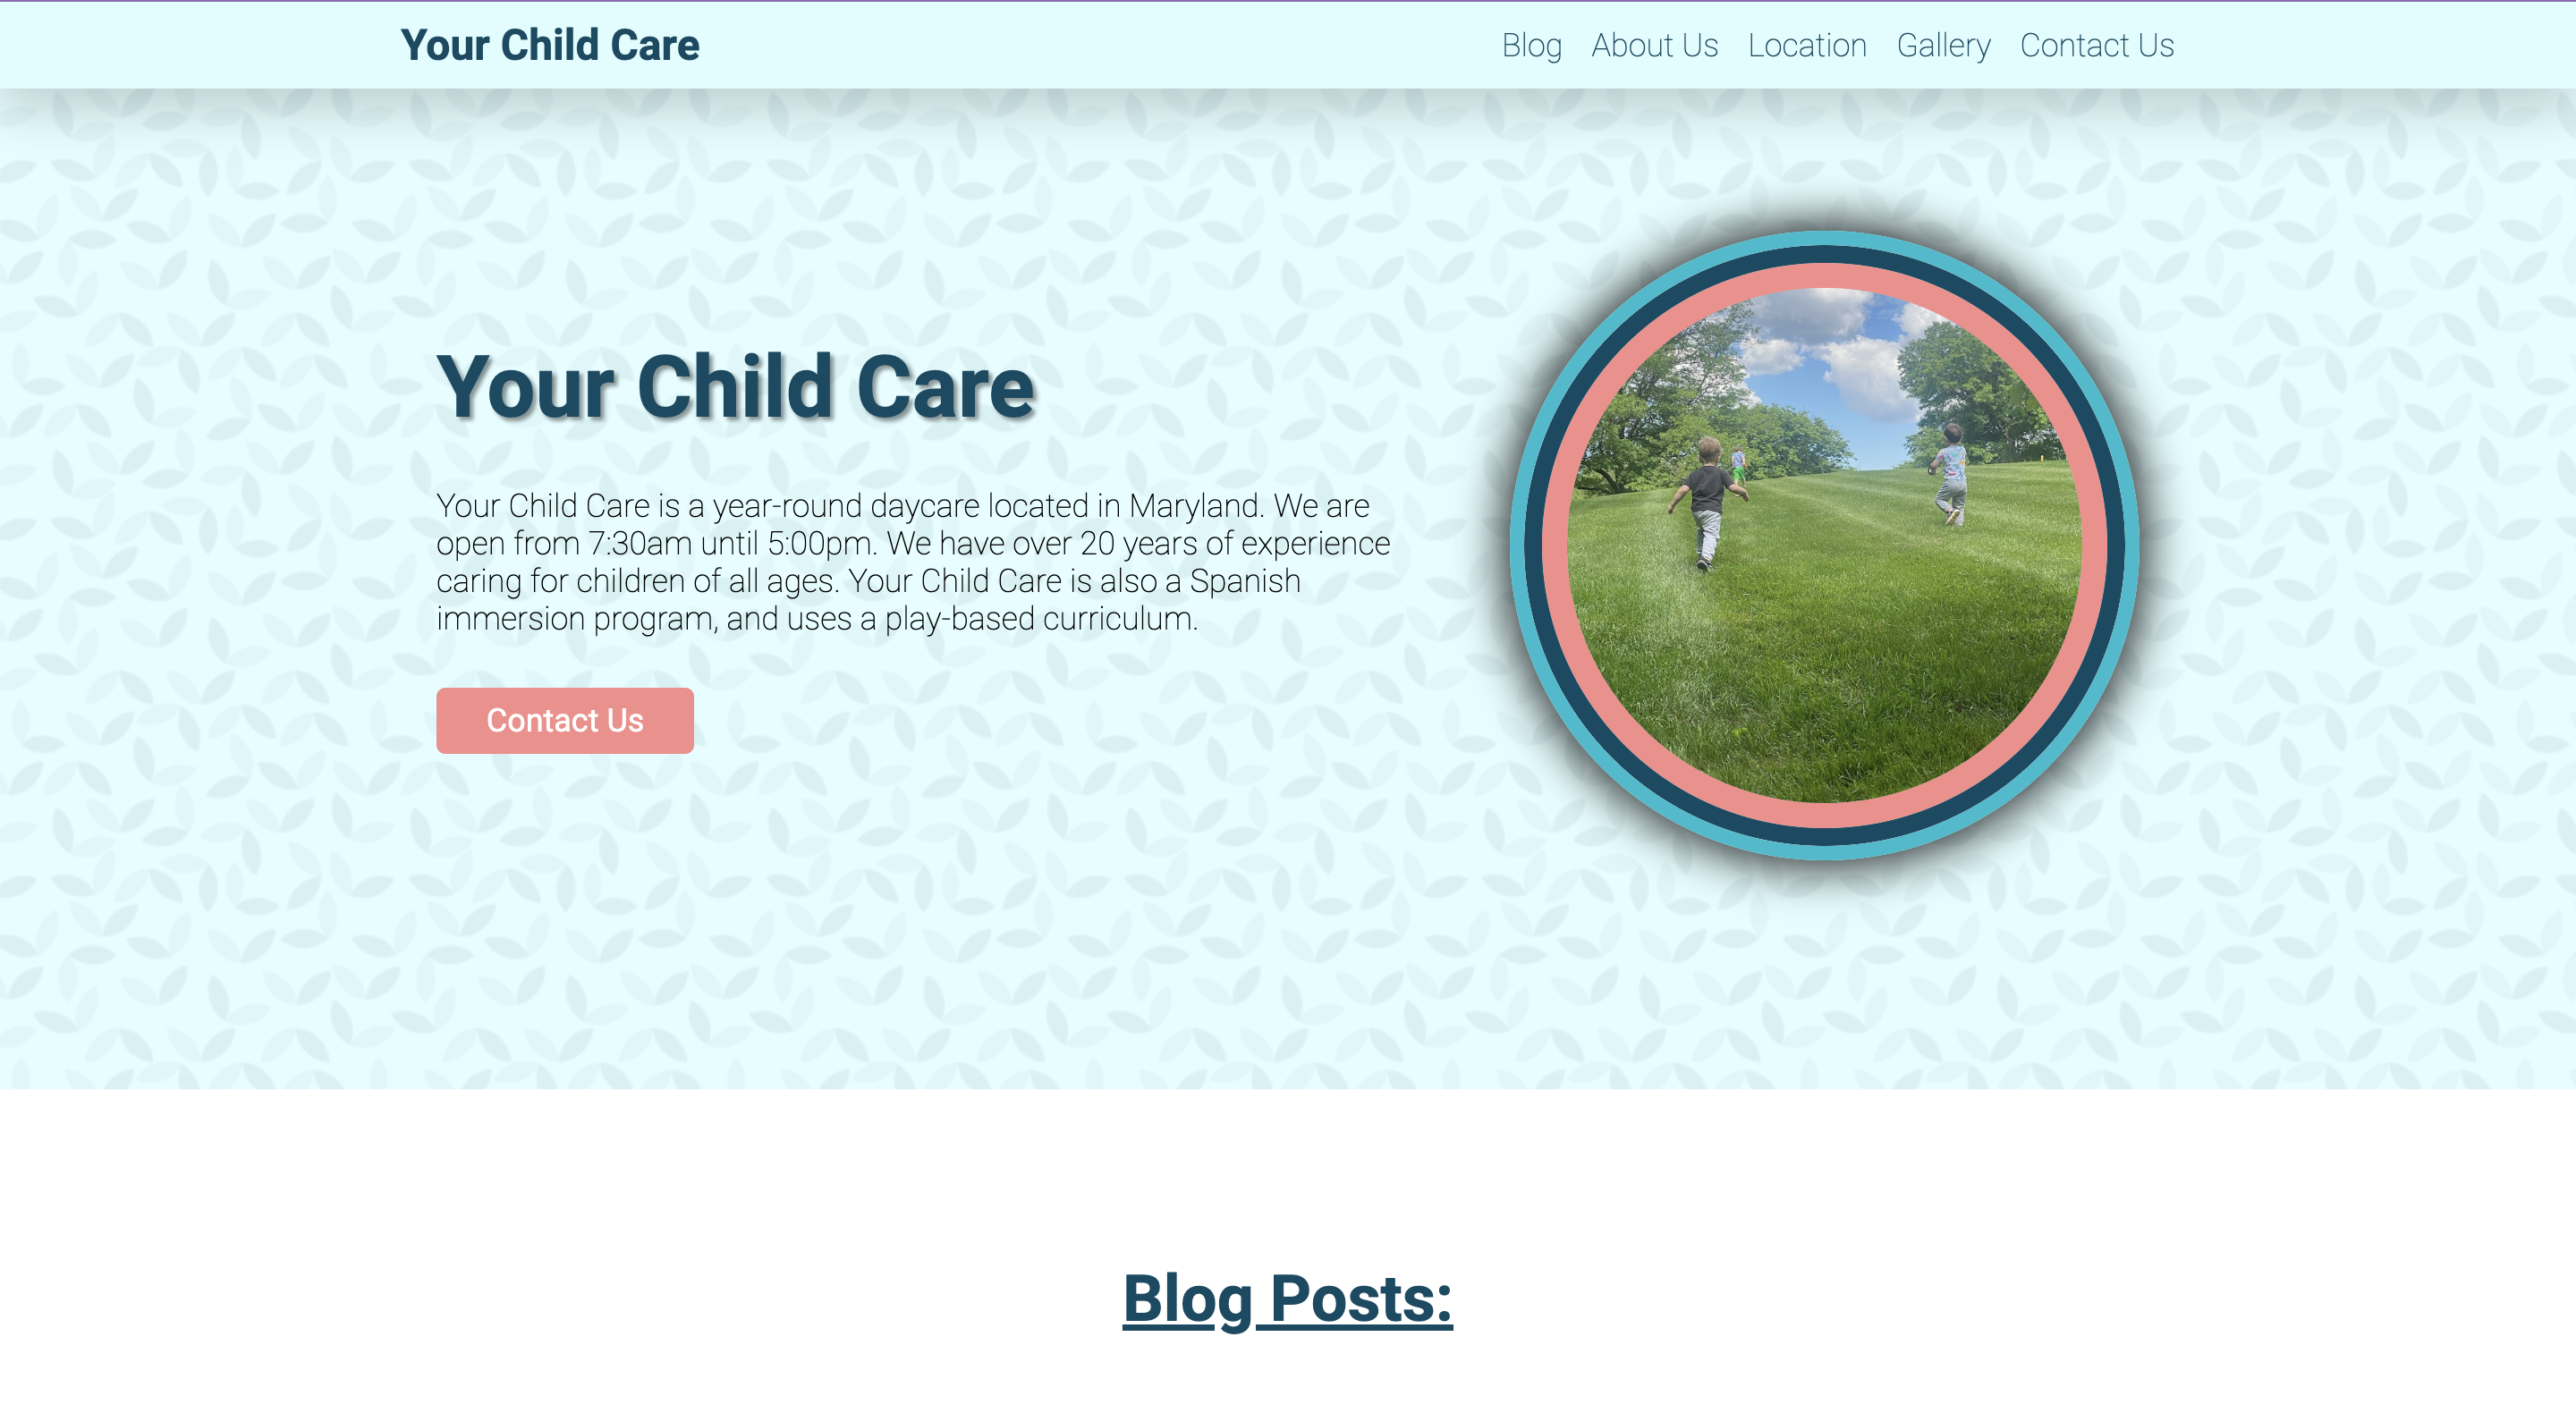 Your Child Care
Blog About Us Location Gallery Contact Us
Your Child Care
Your Child Care is a year-round daycare located in Maryland. We are
open from 7:30am until 5:00pm. We have over 20 years of experience
caring for children of all ages. Your Child Care is also a Spanish
immersion program, and uses a play-based curriculum.
Contact Us
Blog Posts: